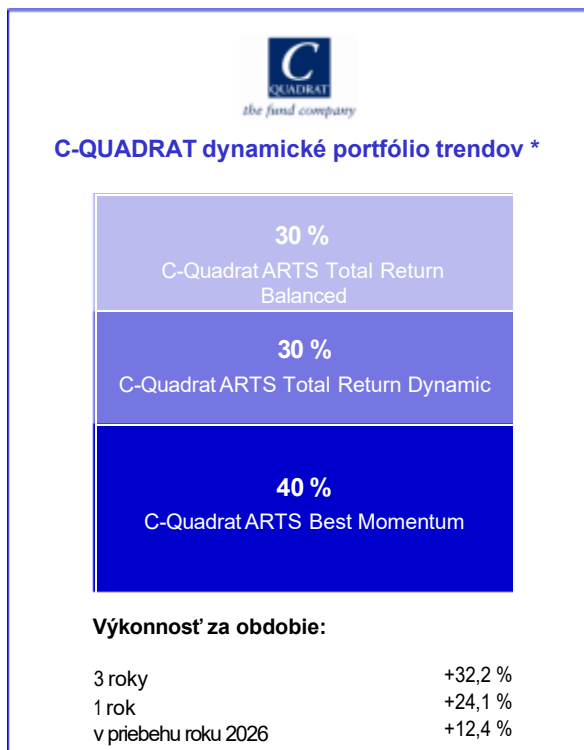 C
QUADRAT
the fund company
C-QUADRAT dynamické portfólio trendov *
30 %
C-Quadrat ARTS Total Return
Balanced
30 %
C-Quadrat ARTS Total Return Dynamic
40 %
C-Quadrat ARTS Best Momentum
Výkonnosť za obdobie:
3 roky +32,2 %
1 rok +24,1 %
v priebehu roku 2026 +12,4 %